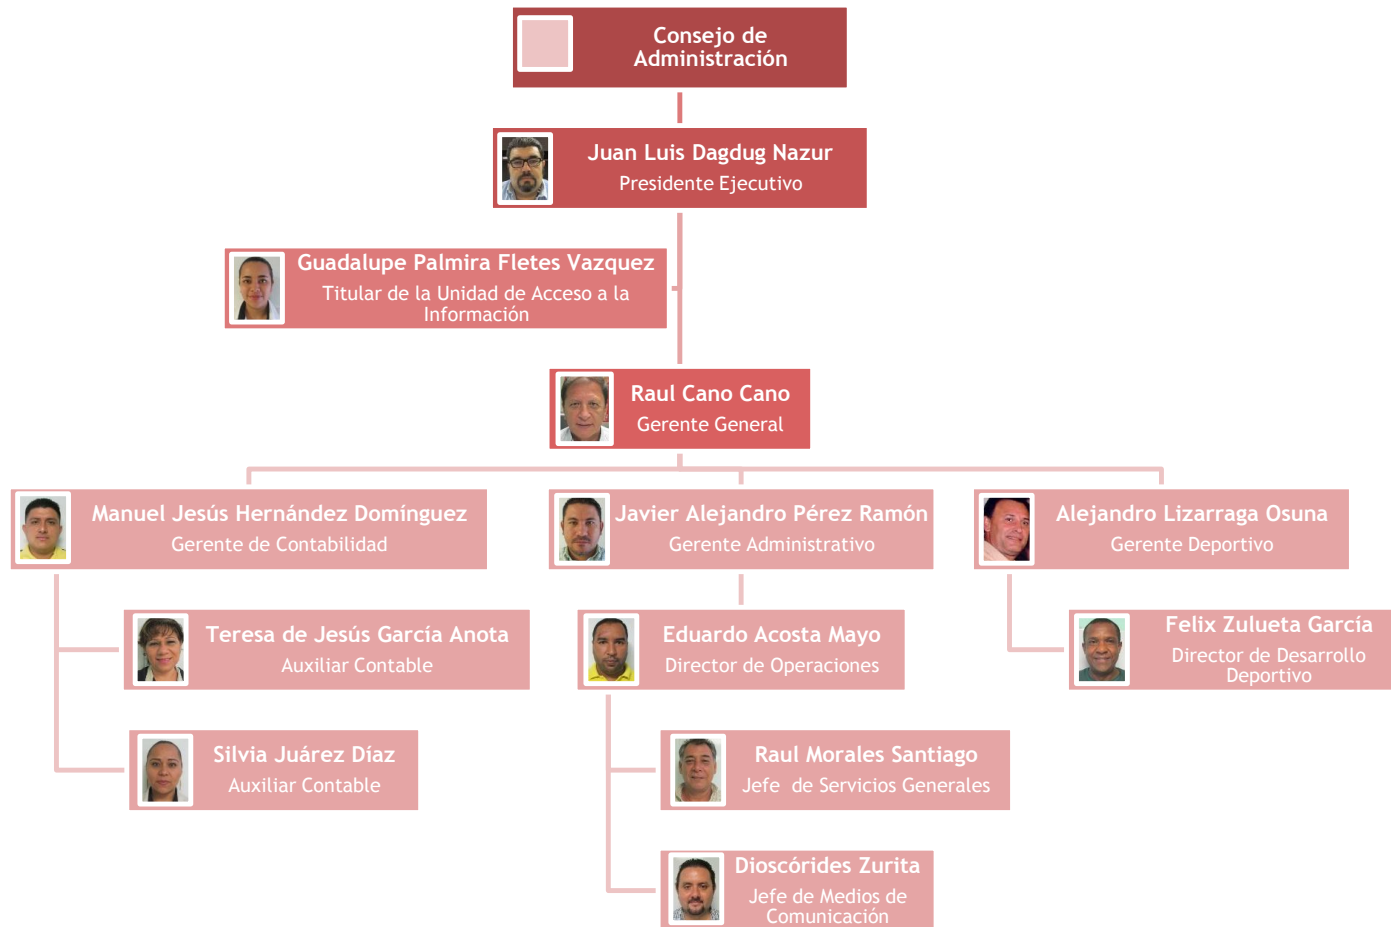 Consejo de
Administración
Juan Luis Dagdug Nazur
Presidente Ejecutivo
Guadalupe Palmira Fletes Vazquez
Titular de la Unidad de Acceso a la
Información
Raul Cano Cano
Gerente General
Manuel Jesús Hernández Domínguez
Gerente de Contabilidad
Javier Alejandro Pérez Ramón
Gerente Administrativo
Alejandro Lizarraga Osuna
Gerente Deportivo
Teresa de Jesús García Anota
Auxiliar Contable
Eduardo Acosta Mayo
Director de Operaciones
Felix Zulueta García
Director de Desarrollo
Deportivo
Silvia Juárez Díaz
Auxiliar Contable
Raul Morales Santiago
Jefe  de Servicios Generales
Dioscórides Zurita
Jefe de Medios de
Comunicación